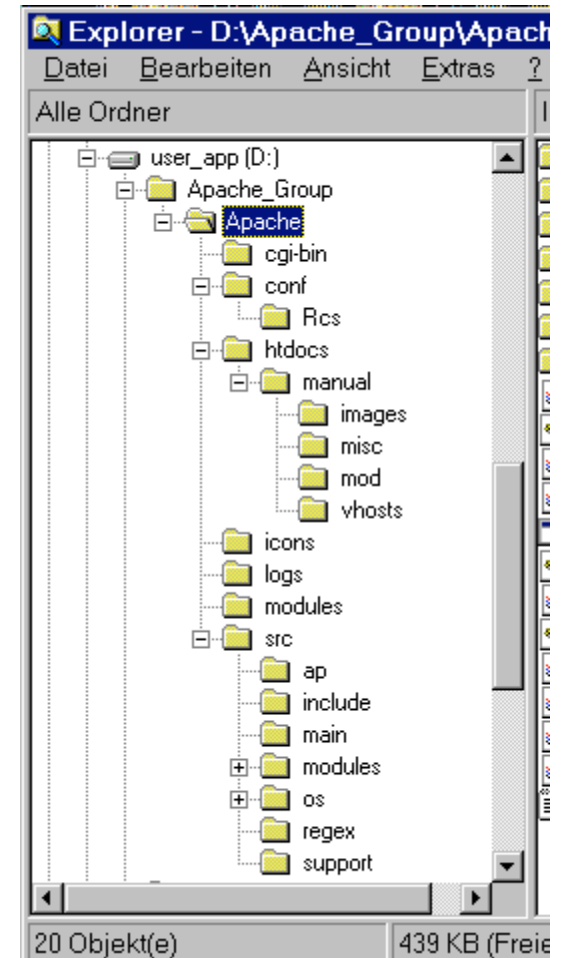 Explorer - D:\Apache_Group\Apach
Datei Bearbeiten Ansicht Extras ?
Alle Ordner
user_app (D:)
Apache_Group
Apache
cgi-bin
conf
Rcs
htdocs
manual
images
misc
mod
vhosts
icons
logs
modules
src
ap
include
main
modules
os
regex
support
20 Objekt(e) 439 KB (Freie